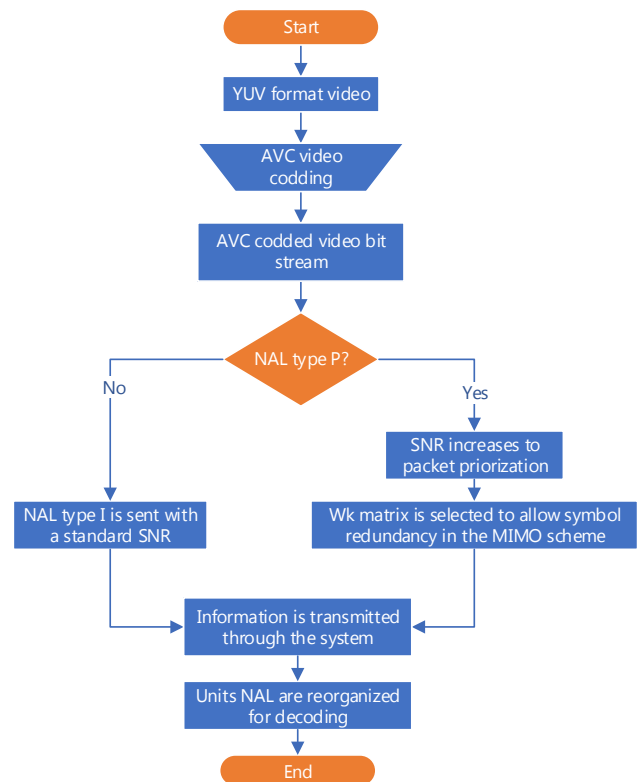 Start
YUV format video
AVC video
codding
AVC codded video bit
stream
NAL type P?
No
Yes
SNR increases to
packet priorization
NAL type I is sent with
a standard SNR
Wk matrix is selected to allow symbol
redundancy in the MIMO scheme
Information is transmitted
through the system
Units NAL are reorganized
for decoding
End